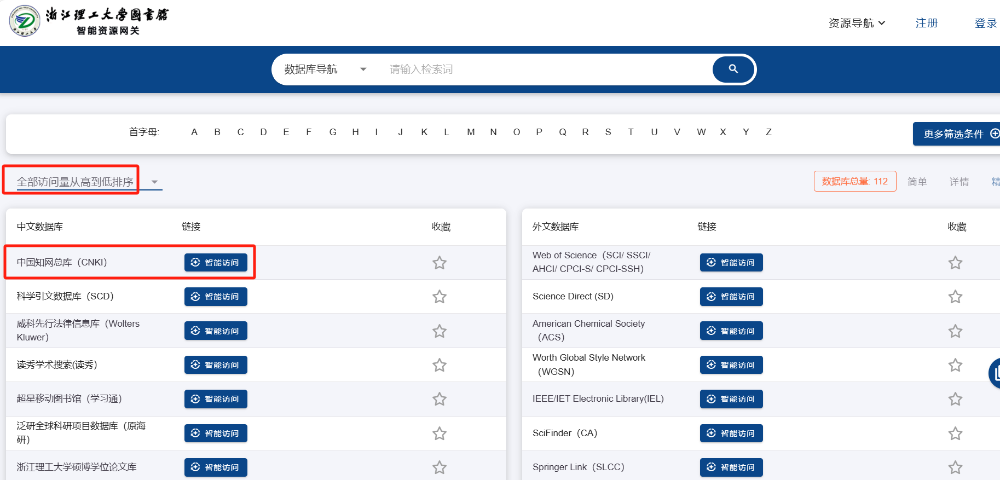 浙江理工大学圖書館
智能资源网关
资源导航
注册
登录
数据库导航
请输入检索词
首字母: A B C D E F G H I J K L M N O P Q R S T U V W X Y Z
更多筛选条件
全部访问量从高到低排序
数据库总量: 112
简单
详情
精
中文数据库 链接 收藏
中国知网总库（CNKI） 智能访问
科学引文数据库（SCD） 智能访问
威科先行法律信息库（Wolters
Kluwer） 智能访问
读秀学术搜索(读秀) 智能访问
超星移动图书馆（学习通） 智能访问
泛研全球科研项目数据库（原海
研） 智能访问
浙江理工大学硕博学位论文库 智能访问
外文数据库 链接 收藏
Web of Science（SCI/ SSCI/
AHCI/ CPCI-S/ CPCI-SSH） 智能访问
Science Direct (SD) 智能访问
American Chemical Society
（ACS） 智能访问
Worth Global Style Network
（WGSN） 智能访问
IEEE/IET Electronic Library(IEL) 智能访问
SciFinder（CA） 智能访问
Springer Link（SLCC） 智能访问